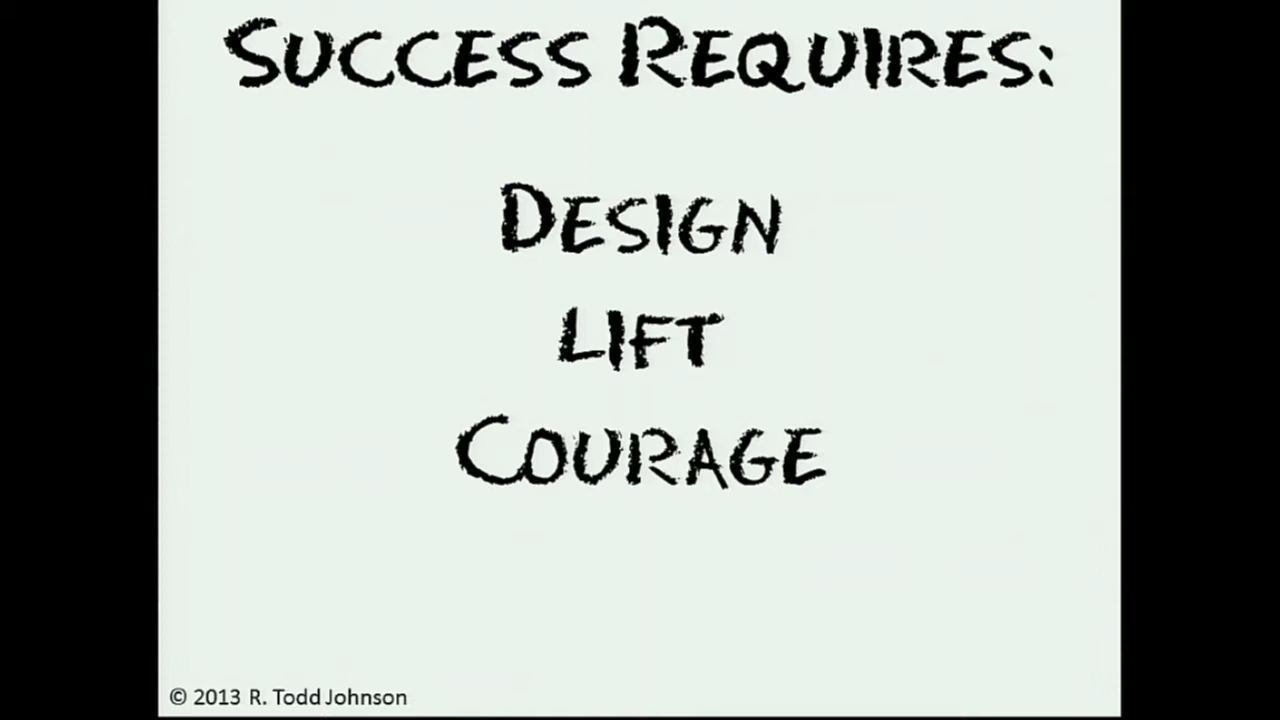 Success Requires:
Design
Lift
Courage
© 2013 R. Todd Johnson